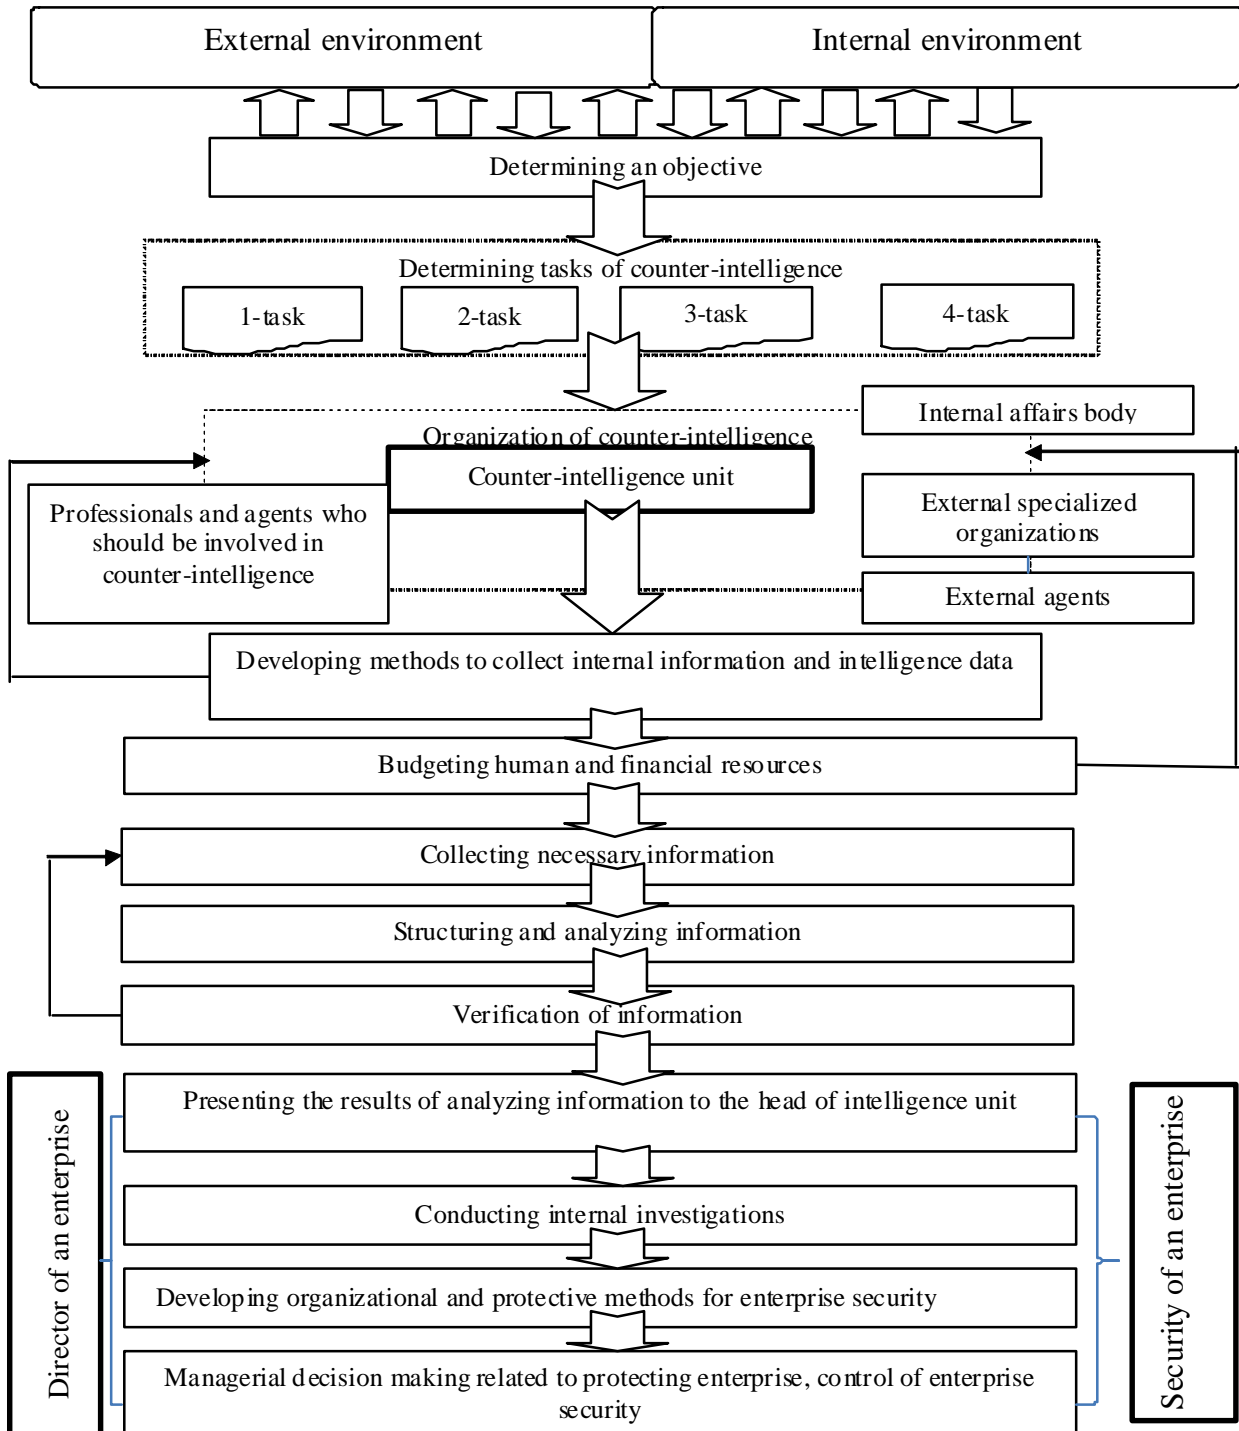 External environment
Internal environment
Determining an objective
Determining tasks of counter-intelligence
1-task
2-task
3-task
4-task
Internal affairs body
Organization of counter-intelligence
Counter-intelligence unit
Professionals and agents who
should be involved in
counter-intelligence
External specialized
organizations
External agents
Developing methods to collect internal information and intelligence data
Budgeting human and financial resources
Collecting necessary information
Structuring and analyzing information
Verification of information
Director of an enterprise
Presenting the results of analyzing information to the head of intelligence unit
Conducting internal investigations
Developing organizational and protective methods for enterprise security
Managerial decision making related to protecting enterprise, control of enterprise
security
Security of an enterprise